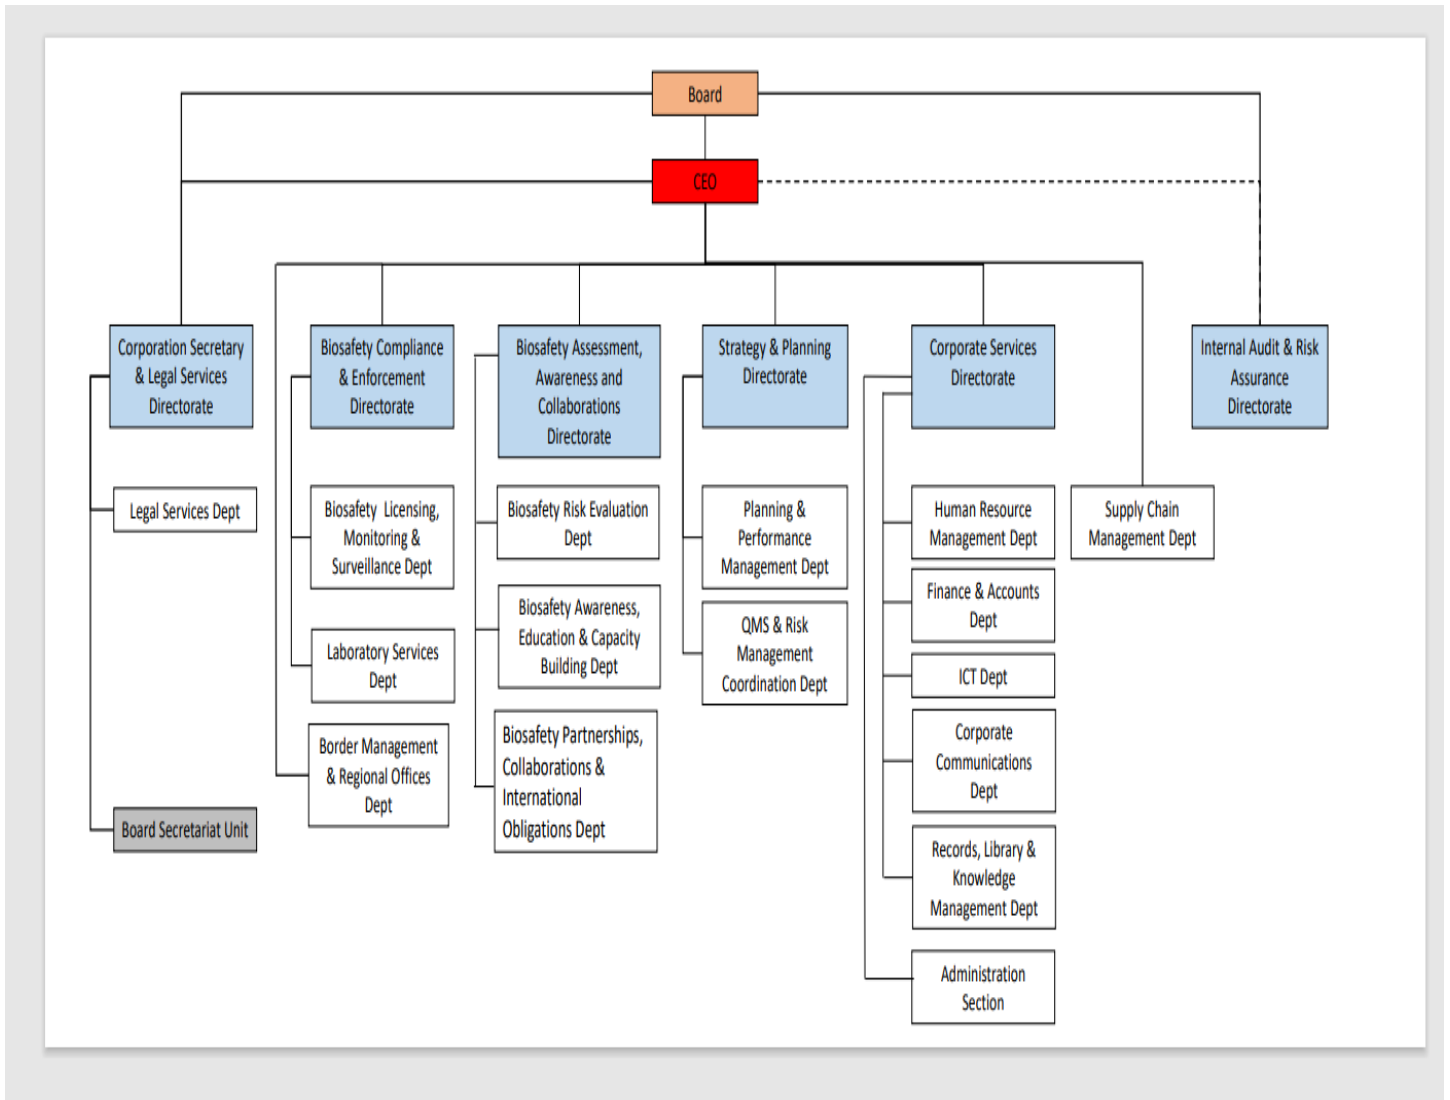 Board
CEO
Corporation Secretary
& Legal Services
Directorate
Biosafety Compliance
& Enforcement
Directorate
Biosafety Assessment,
Awareness and
Collaborations
Directorate
Strategy & Planning
Directorate
Corporate Services
Directorate
Internal Audit & Risk
Assurance
Directorate
Legal Services Dept
Board Secretariat Unit
Biosafety Licensing,
Monitoring &
Surveillance Dept
Laboratory Services
Dept
Border Management
& Regional Offices
Dept
Biosafety Risk Evaluation
Dept
Biosafety Awareness,
Education & Capacity
Building Dept
Biosafety Partnerships,
Collaborations &
International
Obligations Dept
Planning &
Performance
Management Dept
QMS & Risk
Management
Coordination Dept
Human Resource
Management Dept
Finance & Accounts
Dept
ICT Dept
Corporate
Communications
Dept
Records, Library &
Knowledge
Management Dept
Administration
Section
Supply Chain
Management Dept